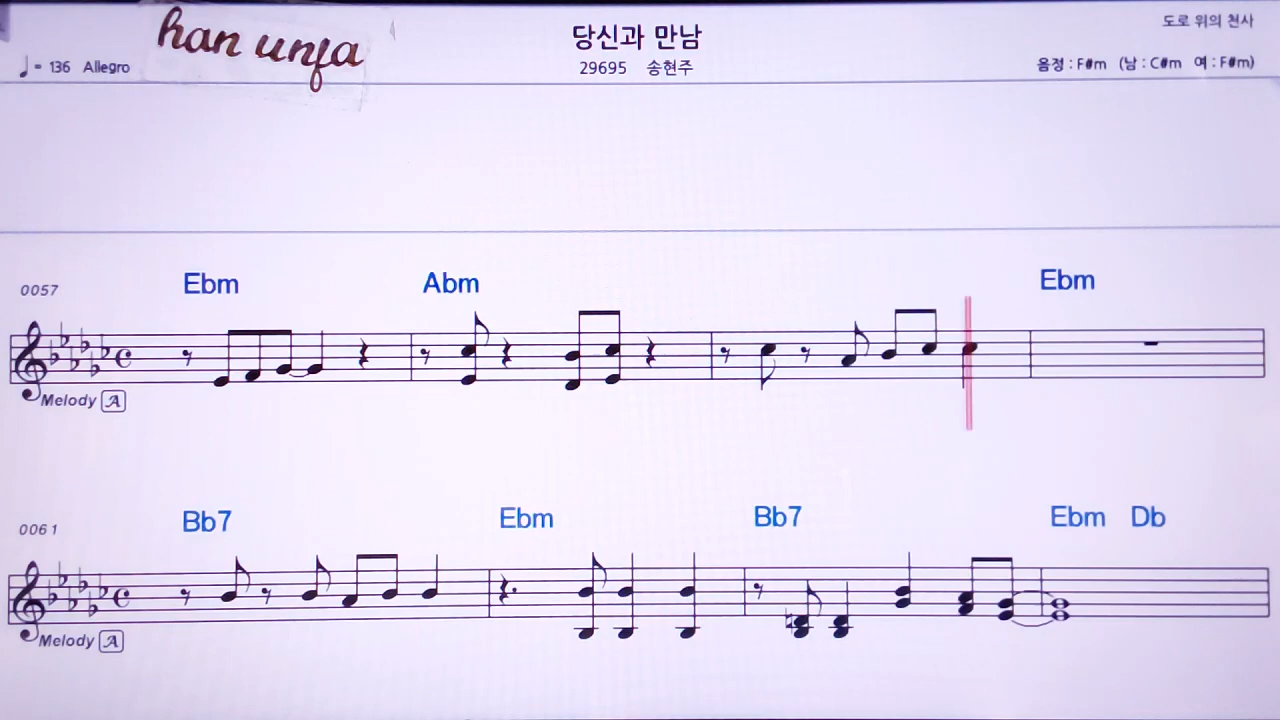 han unfa
당신과 만남
도로 위의 천사
♩= 136 Allegro
29695 송현주
음정 : F#m (남 : C#m 여 : F#m)
0057 Ebm Abm Ebm
Melody A
0061 Bb7 Ebm Bb7 Ebm Db
Melody A